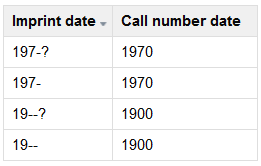 Imprint date Call number date
197-? 1970
197- 1970
19--? 1900
19-- 1900